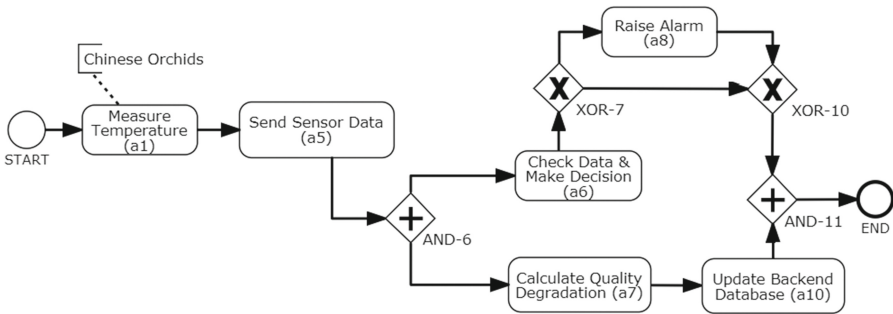 Raise Alarm
(a8)
Chinese Orchids
X
X
XOR-7
XOR-10
Measure
Temperature
(a1)
Send Sensor Data
(a5)
START
Check Data &
Make Decision
(a6)
AND-6
AND-11
END
Calculate Quality
Degradation (a7)
Update Backend
Database (a10)